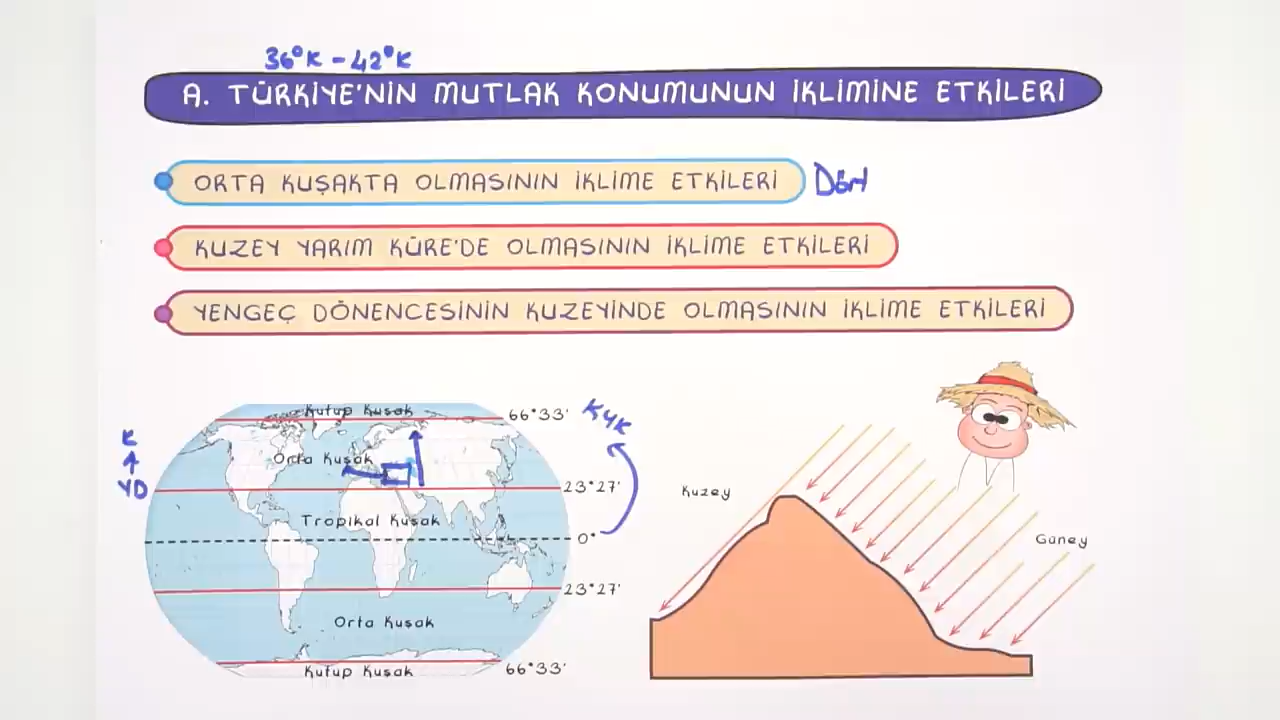 36°K - 42°K
A. TÜRKİYE'NİN MUTLAK KONUMUNUN İKLİMİNE ETKİLERİ
ORTA KUŞAKTA OLMASININ İKLİME ETKİLERİ
Dört
KUZEY YARIM KÜRE'DE OLMASININ İKLİME ETKİLERİ
YENGEÇ DÖNENCESİNİN KUZEYİNDE OLMASININ İKLİME ETKİLERİ
Kutup Kuşak
66°33'
KYK
K
Orta Kuşak
YD
23°27'
Tropikal Kuşak
0°
23°27'
Orta Kuşak
66°33'
Kutup Kuşak
Kuzey
Güney